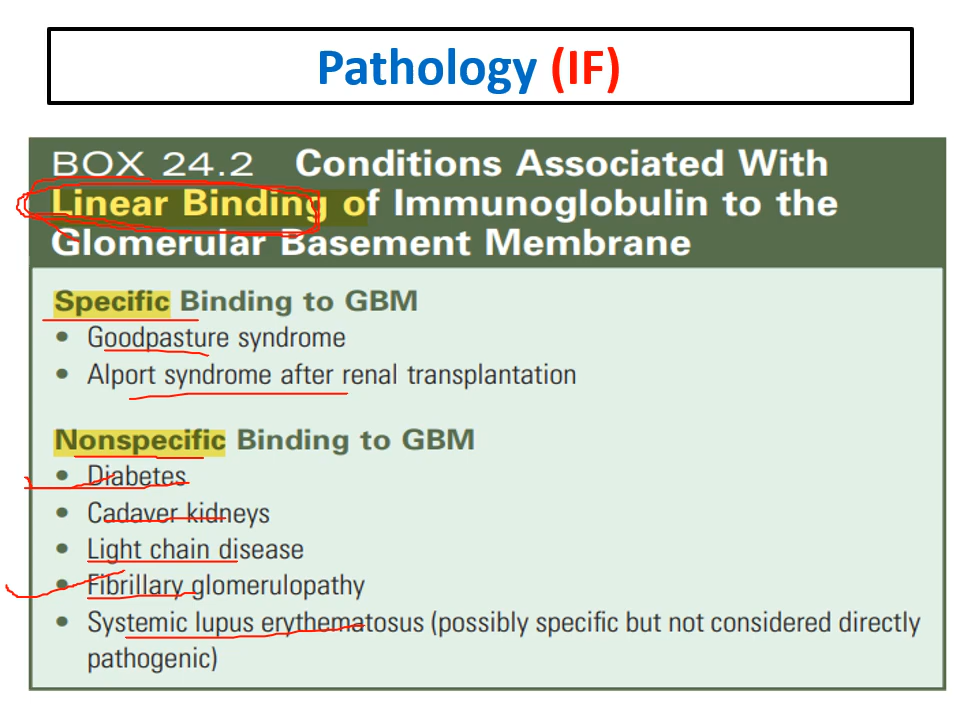 Pathology (IF)
BOX 24.2 Conditions Associated With
Linear Binding of Immunoglobulin to the
Glomerular Basement Membrane
Specific Binding to GBM
• Goodpasture syndrome
• Alport syndrome after renal transplantation
Nonspecific Binding to GBM
• Diabetes
• Cadaver kidneys
• Light chain disease
• Fibrillary glomerulopathy
• Systemic lupus erythematosus (possibly specific but not considered directly
pathogenic)